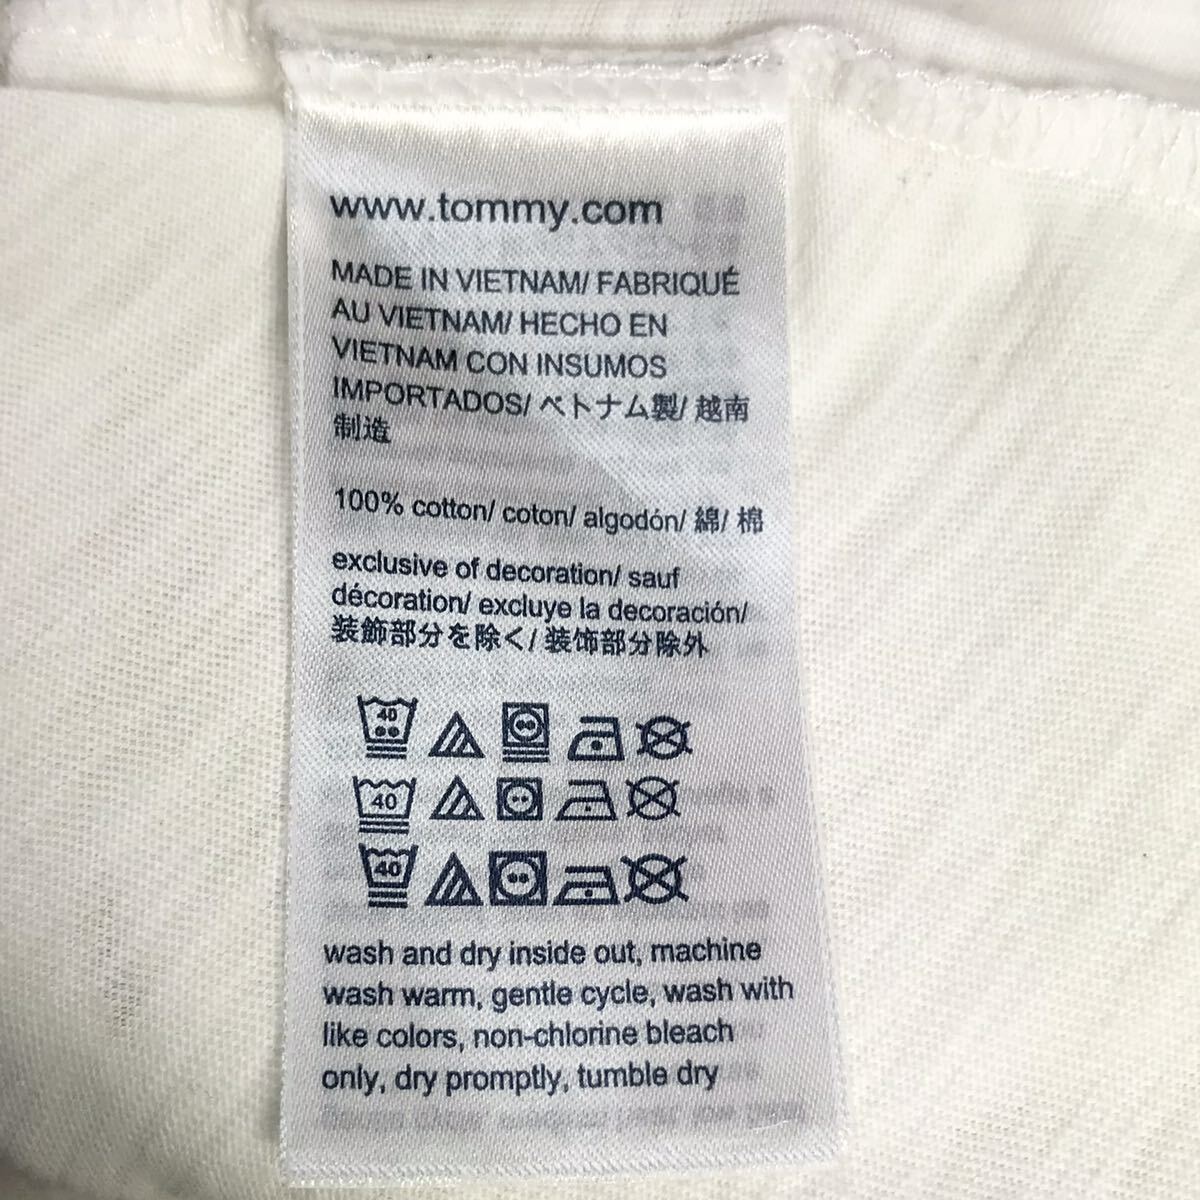 www.tommy.com
MADE IN VIETNAM/ FABRIQUÉ
AU VIETNAM/ HECHO EN
VIETNAM CON INSUMOS
IMPORTADOS/ ベトナム製/ 越南
制造
100% cotton/ coton/ algodón/ 綿/ 棉
exclusive of decoration/ sauf
décoration/ excluye la decoración/
装飾部分を除く/ 装饰部分除外
40
40
40
wash and dry inside out, machine
wash warm, gentle cycle, wash with
like colors, non-chlorine bleach
only, dry promptly, tumble dry